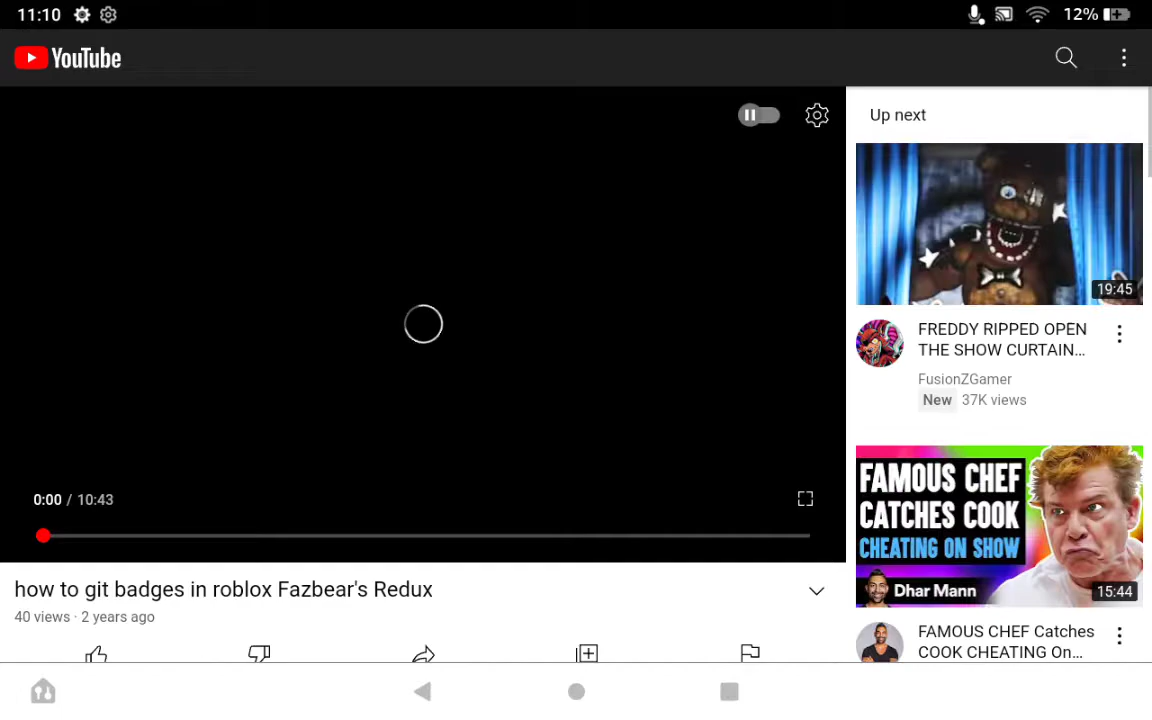 11:10
12%
YouTube
Up next
19:45
FREDDY RIPPED OPEN
THE SHOW CURTAIN...
FusionZGamer
New 37K views
0:00 / 10:43
FAMOUS CHEF
CATCHES COOK
CHEATING ON SHOW
Dhar Mann
15:44
how to git badges in roblox Fazbear's Redux
40 views · 2 years ago
FAMOUS CHEF Catches
COOK CHEATING On...